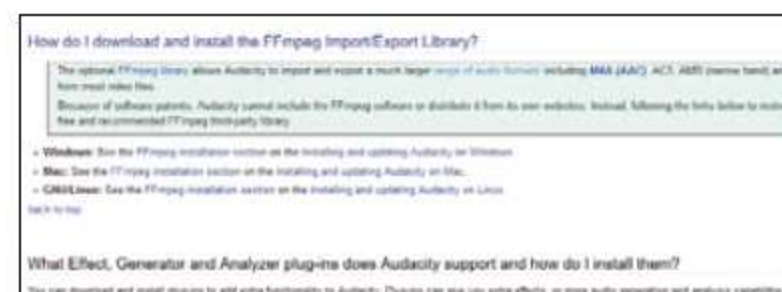 How do I download and install the FFmpeg Import/Export Library?
The optional FFmpeg library allows Audacity to import and export a much larger range of audio formats including M4A (AAC), AC3, AMR (narrow band) and
from most video files.
Because of software patents, Audacity cannot include the FFmpeg software or distribute it from its own websites. Instead, following the links below to
free and recommended FFmpeg third-party library.
Windows: See the FFmpeg installation section on the Installing and updating Audacity on Windows.
Mac: See the FFmpeg installation section on the Installing and updating Audacity on Mac.
GNU/Linux: See the FFmpeg installation section on the Installing and updating Audacity on Linux.
back to top
What Effect, Generator and Analyzer plug-ins does Audacity support and how do I install them?
You can download and install plug-ins to add extra functionality to Audacity. Plug-ins can give you extra effects, or more audio generation and analysis capabilities